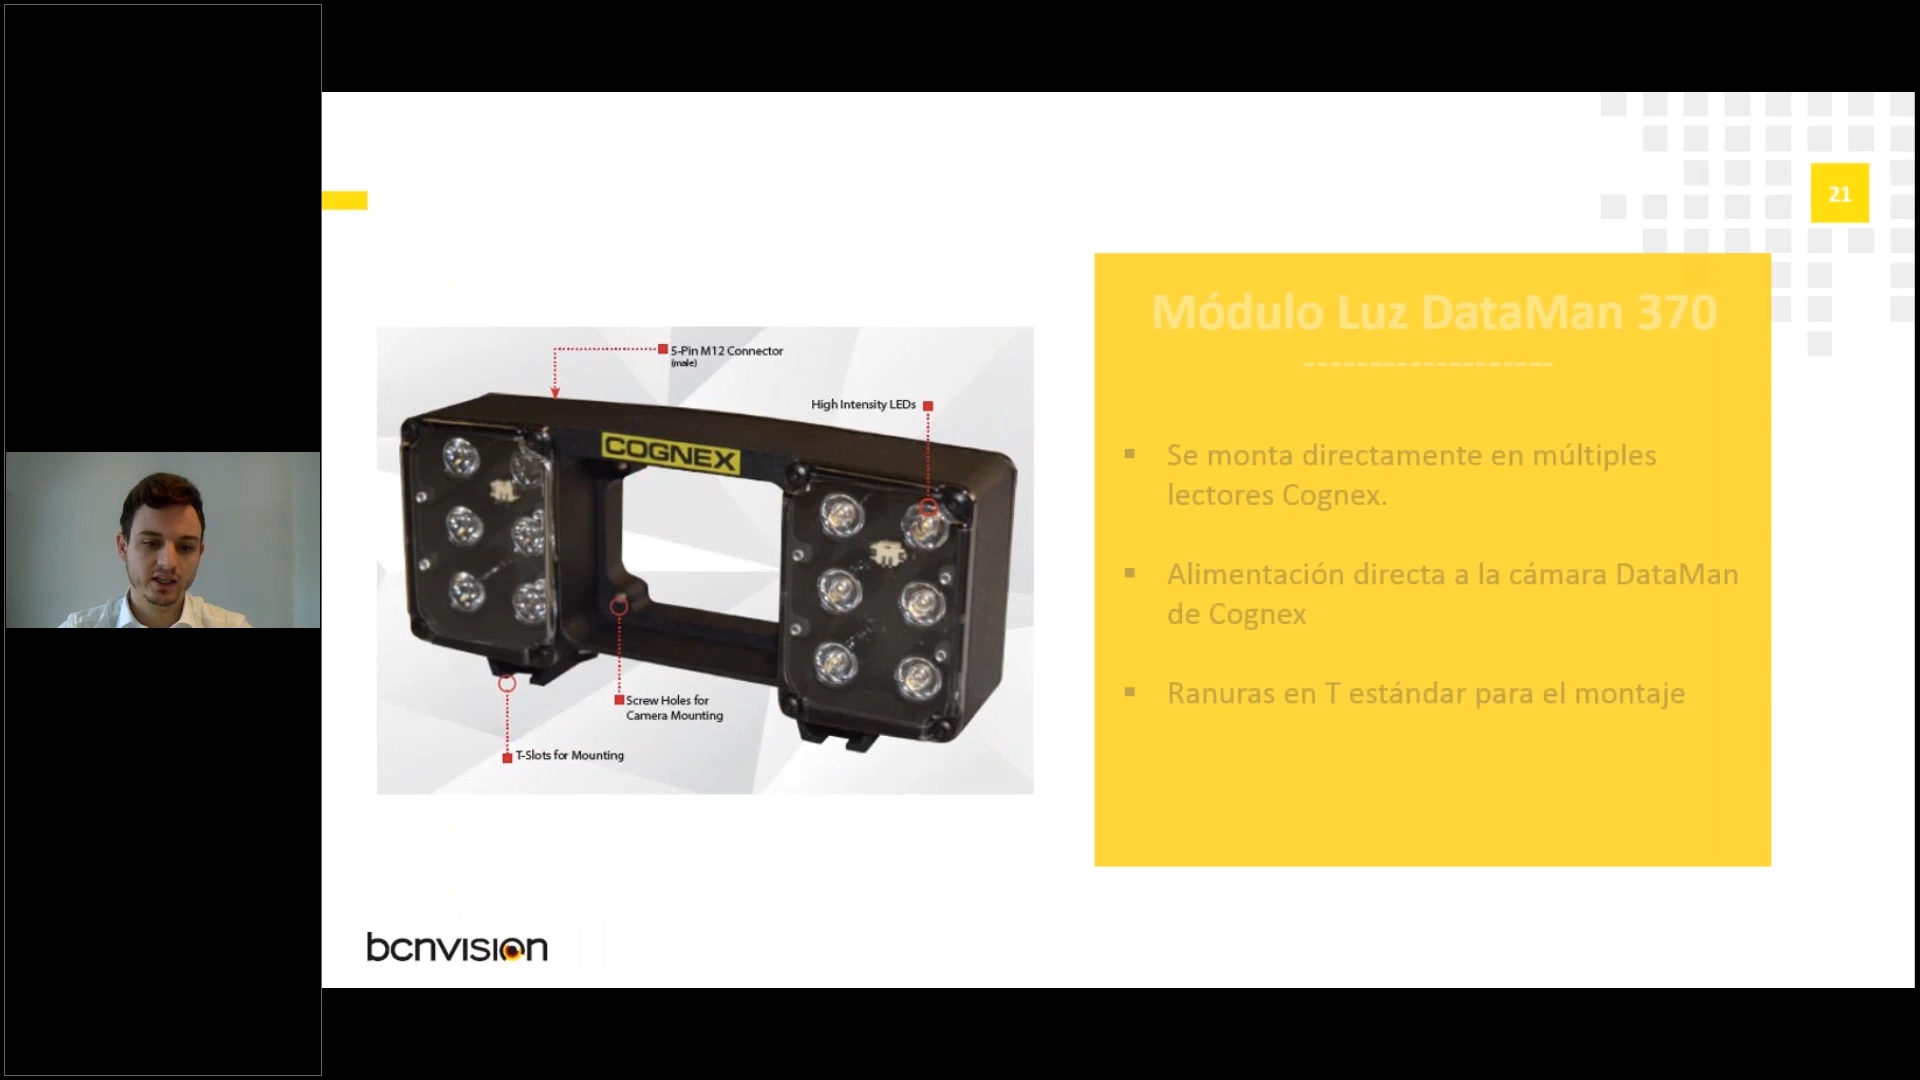 21
5-Pin M12 Connector
(male)
High Intensity LEDs
COGNEX
Screw Holes for
Camera Mounting
T-Slots for Mounting
Módulo Luz DataMan 370
-------------------
▪ Se monta directamente en múltiples
lectores Cognex.
▪ Alimentación directa a la cámara DataMan
de Cognex
▪ Ranuras en T estándar para el montaje
bcnvision